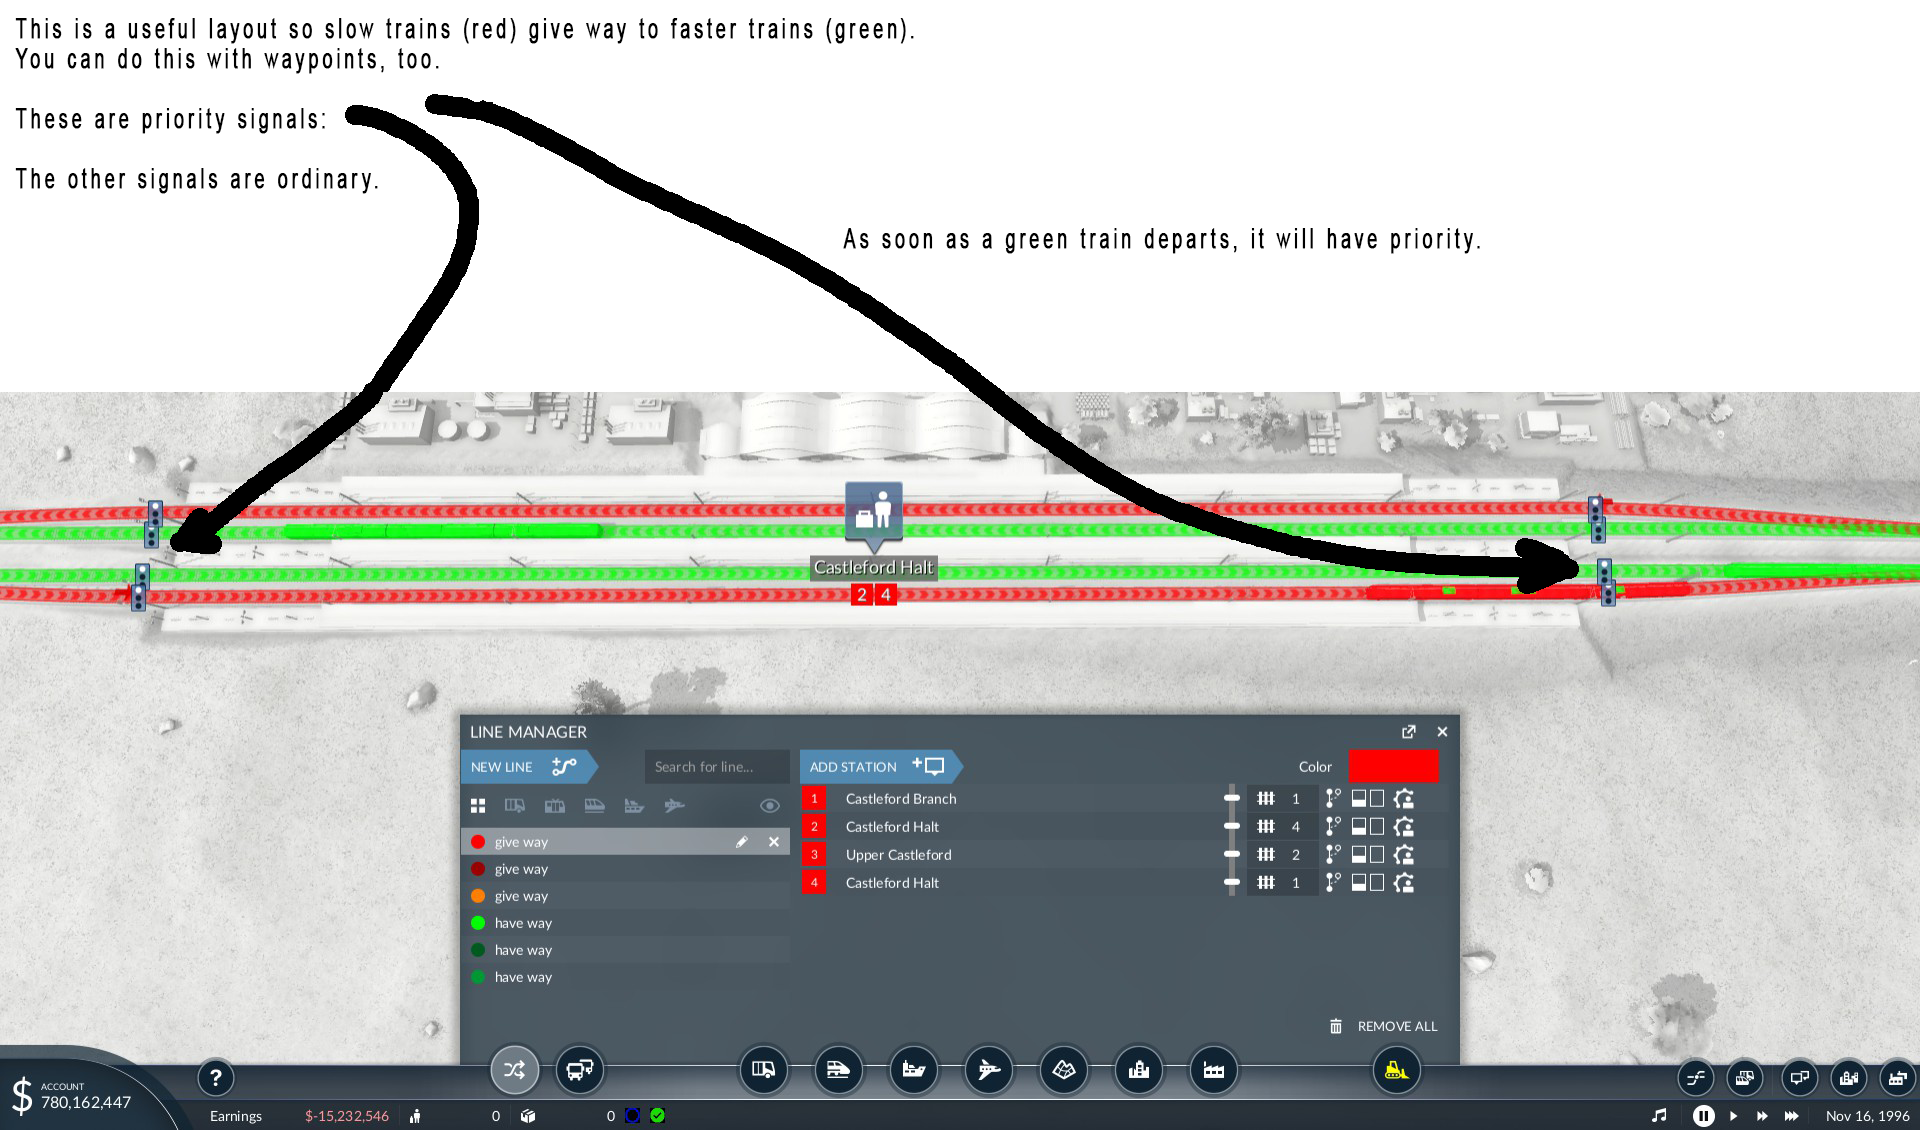 This is a useful layout so slow trains (red) give way to faster trains (green).
You can do this with waypoints, too.
These are priority signals:
The other signals are ordinary.
As soon as a green train departs, it will have priority.
Castleford Halt
2 4
LINE MANAGER
NEW LINE
Search for line...
ADD STATION
Color
1 Castleford Branch 1
2 Castleford Halt 4
3 Upper Castleford 2
4 Castleford Halt 1
give way
give way
give way
have way
have way
have way
REMOVE ALL
?
$ ACCOUNT
780,162,447
Earnings $-15,232,546 0 0
Nov 16, 1996